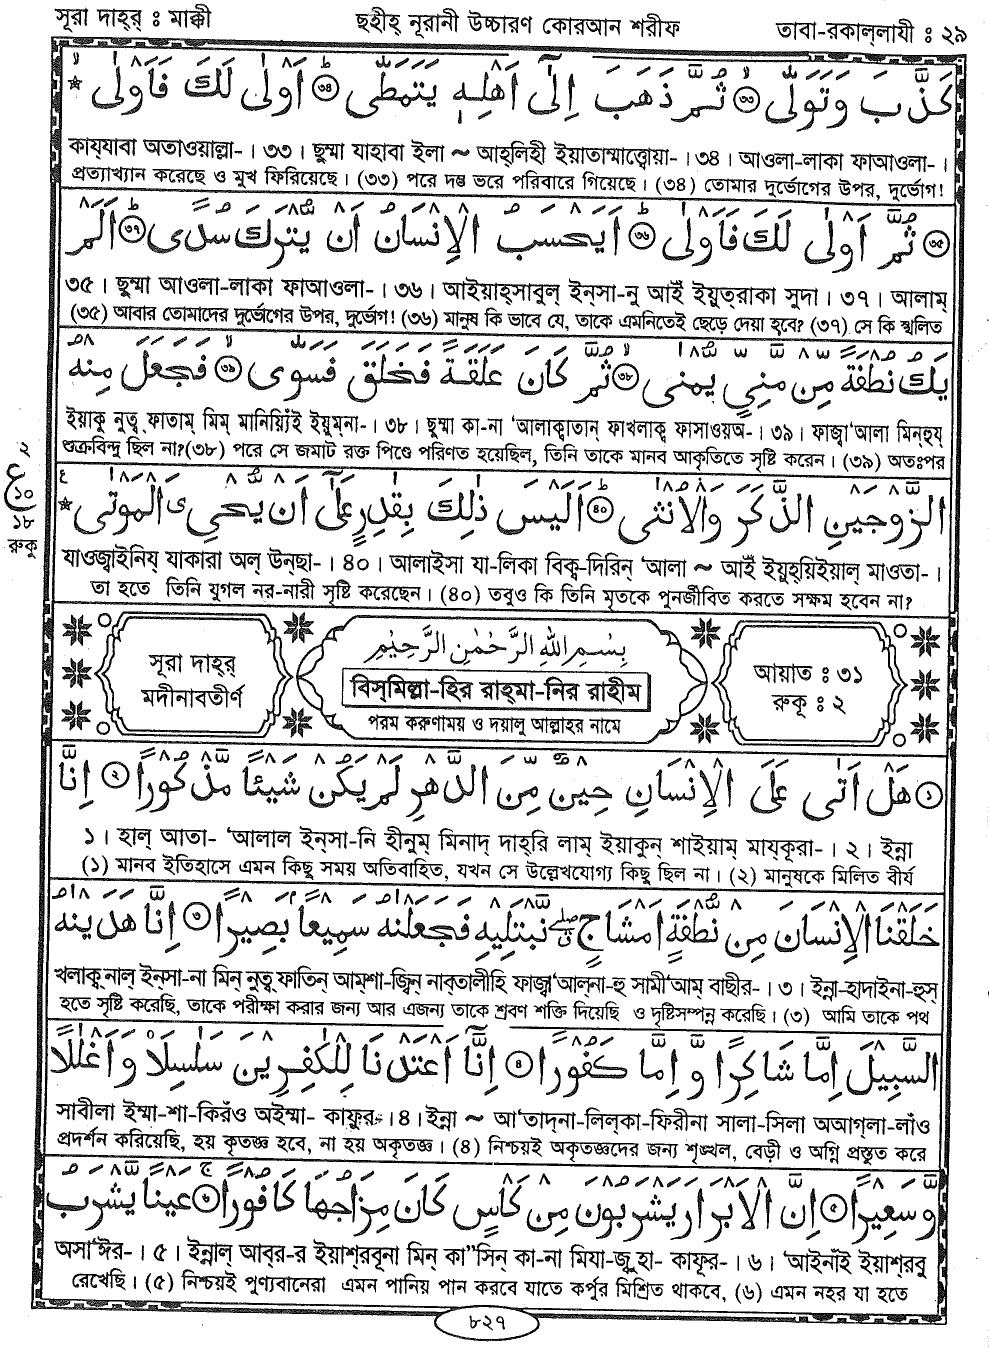 সূরা দাহ্‌র্ ঃ মাক্কী
ছহীহ্ নূরানী উচ্চারণ কোরআন শরীফ
তাবা-রকাল্‌লাযী ঃ ২৯
كَذَّبَ وَتَوَلّٰى ۝٣٣ ثُمَّ ذَهَبَ اِلٰٓى اَهْلِهٖ يَتَمَطّٰى ۝٣٤ اَوْلٰى لَكَ فَاَوْلٰى
কায্‌যাবা অতাওয়াল্লা-। ৩৩। ছুম্মা যাহাবা ইলা ~ আহ্‌লিহী ইয়াতাম্মাত্ত্বোয়া-। ৩৪। আওলা-লাকা ফাআওলা-।
প্রত্যাখ্যান করেছে ও মুখ ফিরিয়েছে। (৩৩) পরে দম্ভ ভরে পরিবারে গিয়েছে। (৩৪) তোমার দুর্ভোগের উপর, দুর্ভোগ!
۝٣٥ ثُمَّ اَوْلٰى لَكَ فَاَوْلٰى ۝٣٦ اَيَحْسَبُ الْاِنْسَانُ اَنْ يُّتْرَكَ سُدًى ۝٣٧ اَلَمْ
৩৫। ছুম্মা আওলা-লাকা ফাআওলা-। ৩৬। আইয়াহ্‌সাবুল্ ইন্‌সা-নু আইঁ ইয়ুত্‌রাকা সুদা। ৩৭। আলাম্
(৩৫) আবার তোমাদের দুর্ভোগের উপর, দুর্ভোগ! (৩৬) মানুষ কি ভাবে যে, তাকে এমনিতেই ছেড়ে দেয়া হবে? (৩৭) সে কি স্খলিত
يَكُ نُطْفَةً مِّنْ مَّنِىٍّ يُّمْنٰى ۝٣٨ ثُمَّ كَانَ عَلَقَةً فَخَلَقَ فَسَوّٰى ۝٣٩ فَجَعَلَ مِنْهُ
ইয়াকু নুত্ব্ ফাতাম্ মিম্ মানিয়্যিইঁ ইয়ুম্‌না-। ৩৮। ছুম্মা কা-না ‘আলাক্বাতান্ ফাখলাক্ব ফাসাওয়অ-। ৩৯। ফাজ্বা‘আলা মিন্‌হুয্
শুক্রবিন্দু ছিল না?(৩৮) পরে সে জমাট রক্ত পিণ্ডে পরিণত হয়েছিল, তিনি তাকে মানব আকৃতিতে সৃষ্টি করেন। (৩৯) অতঃপর
الزَّوْجَيْنِ الذَّكَرَ وَالْاُنْثٰى ۝٤٠ اَلَيْسَ ذٰلِكَ بِقٰدِرٍ عَلٰٓى اَنْ يُّحْىِۦَ الْمَوْتٰى
২
ع
১০
১৮
রুকু
যাওজ্বাইনিয্ যাকারা অল্ উন্‌ছা-। ৪০। আলাইসা যা-লিকা বিক্ব-দিরিন্ ‘আলা ~ আইঁ ইয়ুহ্‌য়িইয়াল্ মাওতা-।
তা হতে তিনি যুগল নর-নারী সৃষ্টি করেছেন। (৪০) তবুও কি তিনি মৃতকে পুনর্জীবিত করতে সক্ষম হবেন না?
সূরা দাহ্‌র্
মদীনাবতীর্ণ
بِسْمِ اللّٰهِ الرَّحْمٰنِ الرَّحِيْمِ
বিস্‌মিল্লা-হির রাহ্‌মা-নির রাহীম
পরম করুণাময় ও দয়ালু আল্লাহর নামে
আয়াত ঃ ৩১
রুকূ ঃ ২
۝١ هَلْ اَتٰى عَلَى الْاِنْسَانِ حِيْنٌ مِّنَ الدَّهْرِ لَمْ يَكُنْ شَيْئًا مَّذْكُوْرًا ۝٢ اِنَّا
১। হাল্ আতা- ‘আলাল ইন্‌সা-নি হীনুম্ মিনাদ্ দাহ্‌রি লাম্ ইয়াকুন্ শাইয়াম্ মায্‌কূরা-। ২। ইন্না
(১) মানব ইতিহাসে এমন কিছু সময় অতিবাহিত, যখন সে উল্লেখযোগ্য কিছু ছিল না। (২) মানুষকে মিলিত বীর্য
خَلَقْنَا الْاِنْسَانَ مِنْ نُّطْفَةٍ اَمْشَاجٍ نَّبْتَلِيْهِ فَجَعَلْنٰهُ سَمِيْعًا بَصِيْرًا ۝٣ اِنَّا هَدَيْنٰهُ
খলাক্ব্‌নাল্ ইন্‌সা-না মিন্ নুত্ব্ ফাতিন্ আম্‌শা-জ্বিন্ নাব্‌তালীহি ফাজ্বা‘আল্‌না-হু সামী‘আম্ বাছীর-। ৩। ইন্না-হাদাইনা-হুস্
হতে সৃষ্টি করেছি, তাকে পরীক্ষা করার জন্য আর এজন্য তাকে শ্রবণ শক্তি দিয়েছি ও দৃষ্টিসম্পন্ন করেছি। (৩) আমি তাকে পথ
السَّبِيْلَ اِمَّا شَاكِرًا وَّاِمَّا كَفُوْرًا ۝٤ اِنَّآ اَعْتَدْنَا لِلْكٰفِرِيْنَ سَلٰسِلَا۟ وَاَغْلٰلًا
সাবীলা ইম্মা-শা-কিরঁও অইম্মা- কাফুর-। ৪। ইন্না ~ আ‘তাদ্‌না-লিল্‌কা-ফিরীনা সালা-সিলা অআগ্‌লা-লাঁও
প্রদর্শন করিয়েছি, হয় কৃতজ্ঞ হবে, না হয় অকৃতজ্ঞ। (৪) নিশ্চয়ই অকৃতজ্ঞদের জন্য শৃঙ্খল, বেড়ী ও অগ্নি প্রস্তুত করে
وَّسَعِيْرًا ۝٥ اِنَّ الْاَبْرَارَ يَشْرَبُوْنَ مِنْ كَاْسٍ كَانَ مِزَاجُهَا كَافُوْرًا ۝٦ عَيْنًا يَّشْرَبُ
অসা‘ঈর-। ৫। ইন্নাল্ আব্‌র-র ইয়াশ্‌রবূনা মিন্ কা”সিন্ কা-না মিযা-জুহা- কাফূর-। ৬। ‘আইনাঁই ইয়াশ্‌রবু
রেখেছি। (৫) নিশ্চয়ই পুণ্যবানেরা এমন পানিয় পান করবে যাতে কর্পুর মিশ্রিত থাকবে, (৬) এমন নহর যা হতে
৮২৭